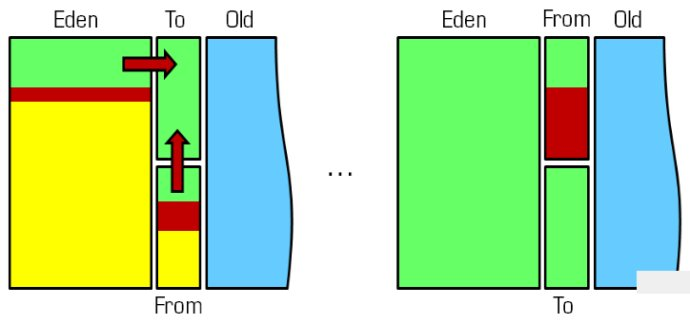 Eden To Old
From
...
Eden From Old
To